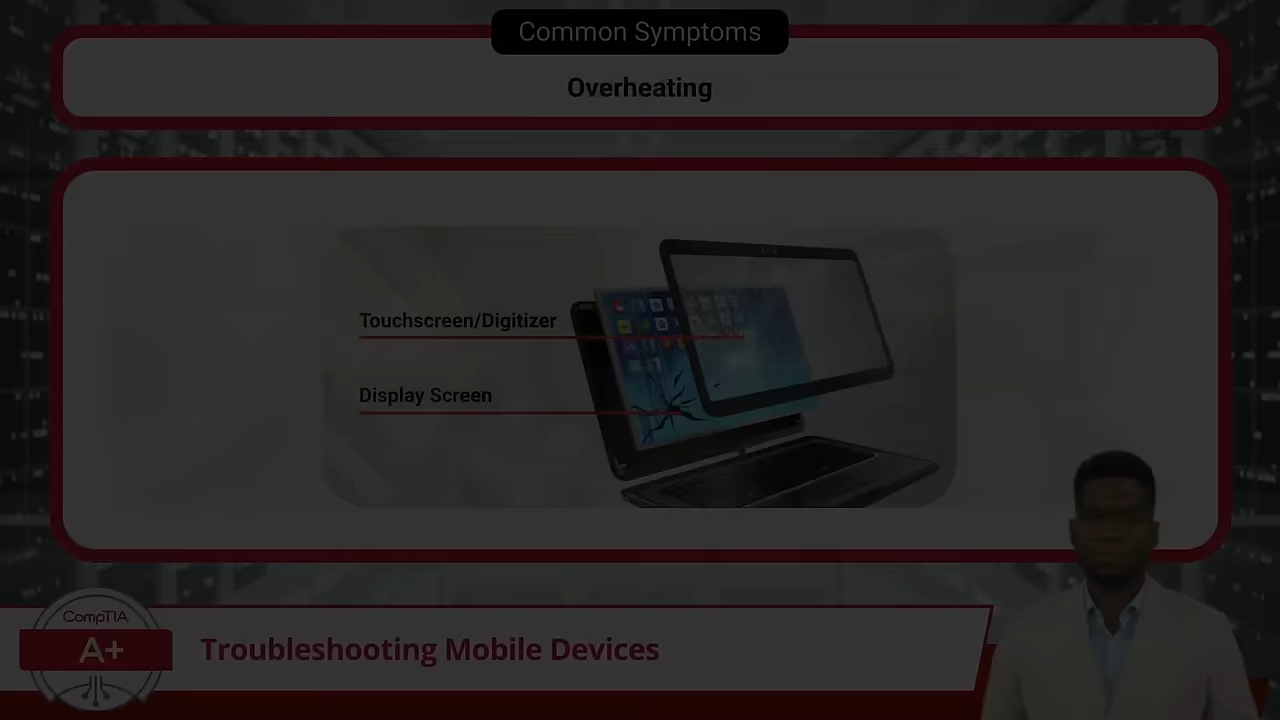 Common Symptoms
Overheating
Touchscreen/Digitizer
Display Screen
CompTIA.
A+
Troubleshooting Mobile Devices